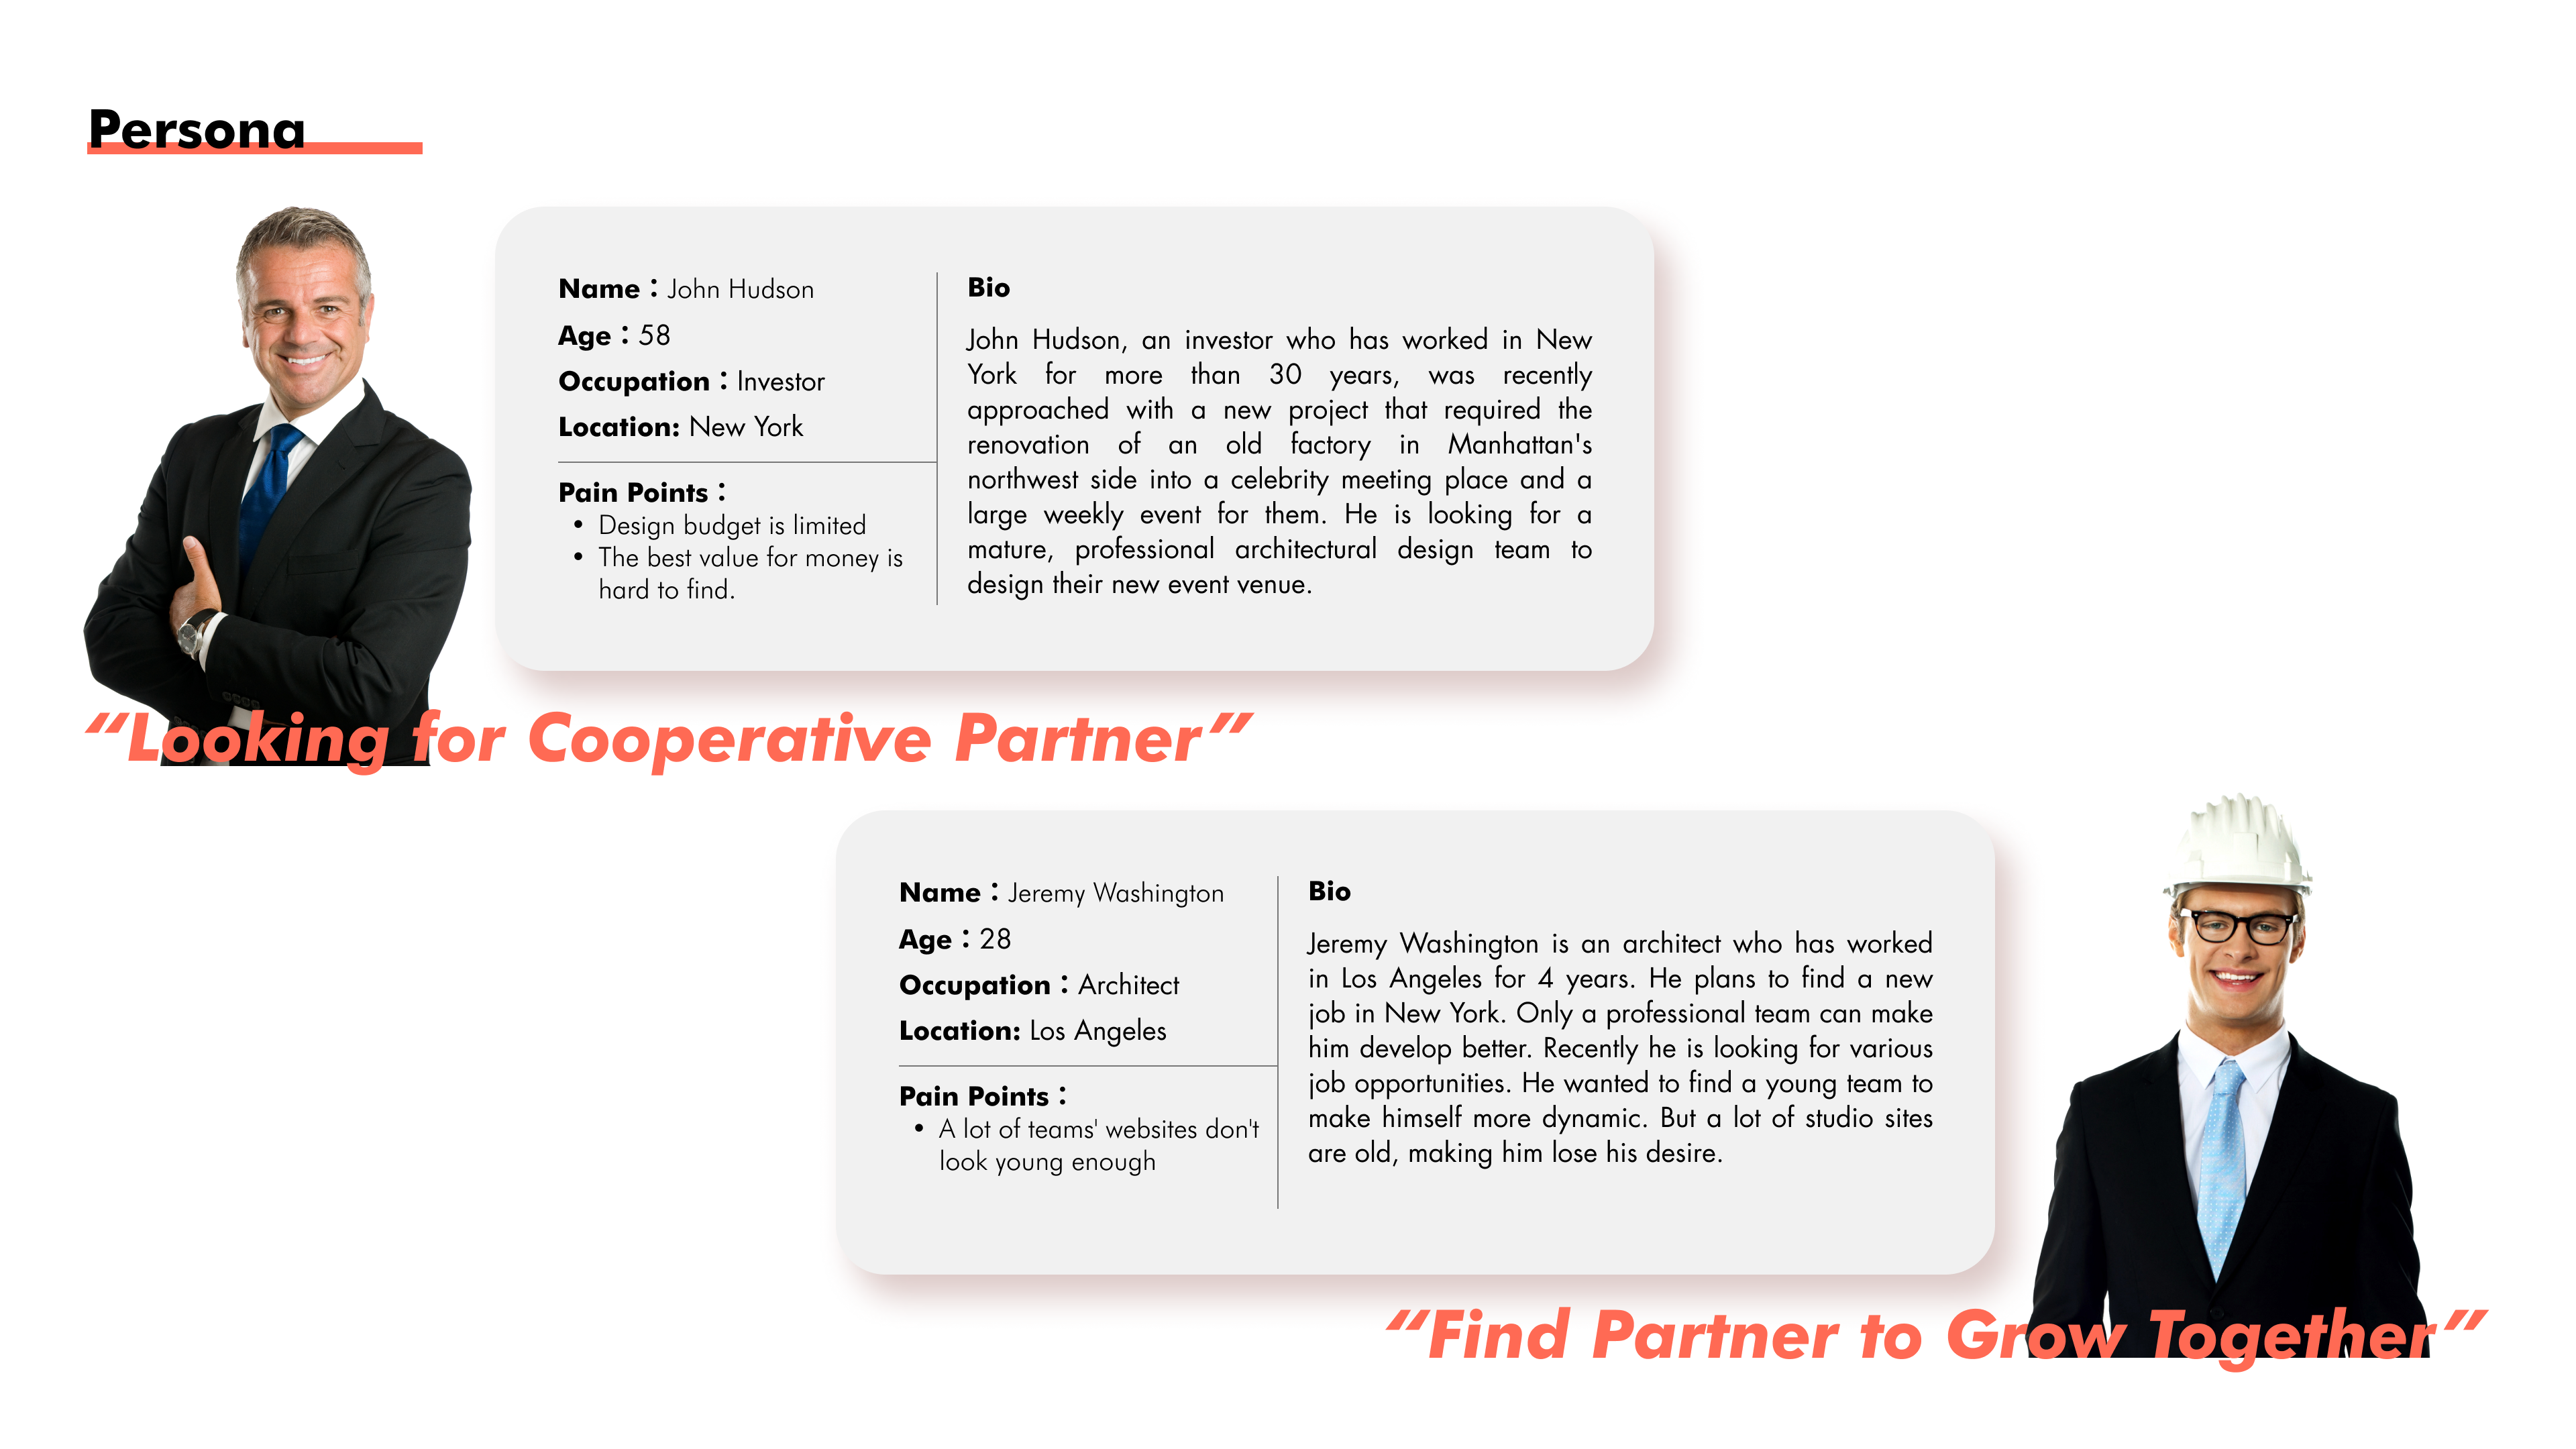 Persona
Name : John Hudson
Age : 58
Occupation : Investor
Location: New York
Pain Points :
• Design budget is limited
• The best value for money is
hard to find.
Bio
John Hudson, an investor who has worked in New
York for more than 30 years, was recently
approached with a new project that required the
renovation of an old factory in Manhattan's
northwest side into a celebrity meeting place and a
large weekly event for them. He is looking for a
mature, professional architectural design team to
design their new event venue.
“Looking for Cooperative Partner”
Name : Jeremy Washington
Age : 28
Occupation : Architect
Location: Los Angeles
Pain Points :
• A lot of teams' websites don't
look young enough
Bio
Jeremy Washington is an architect who has worked
in Los Angeles for 4 years. He plans to find a new
job in New York. Only a professional team can make
him develop better. Recently he is looking for various
job opportunities. He wanted to find a young team to
make himself more dynamic. But a lot of studio sites
are old, making him lose his desire.
“Find Partner to Grow Together”